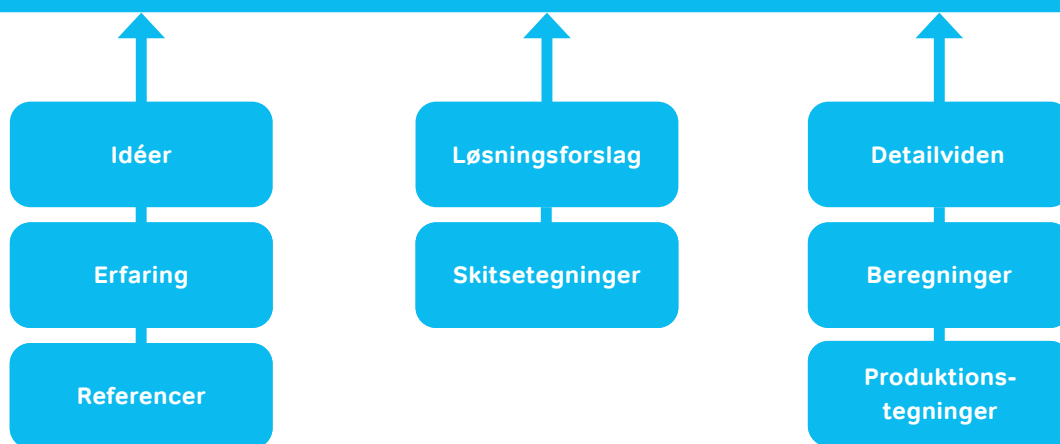 Idéer
Erfaring
Referencer
Løsningsforslag
Skitsetegninger
Detailviden
Beregninger
Produktions-
tegninger